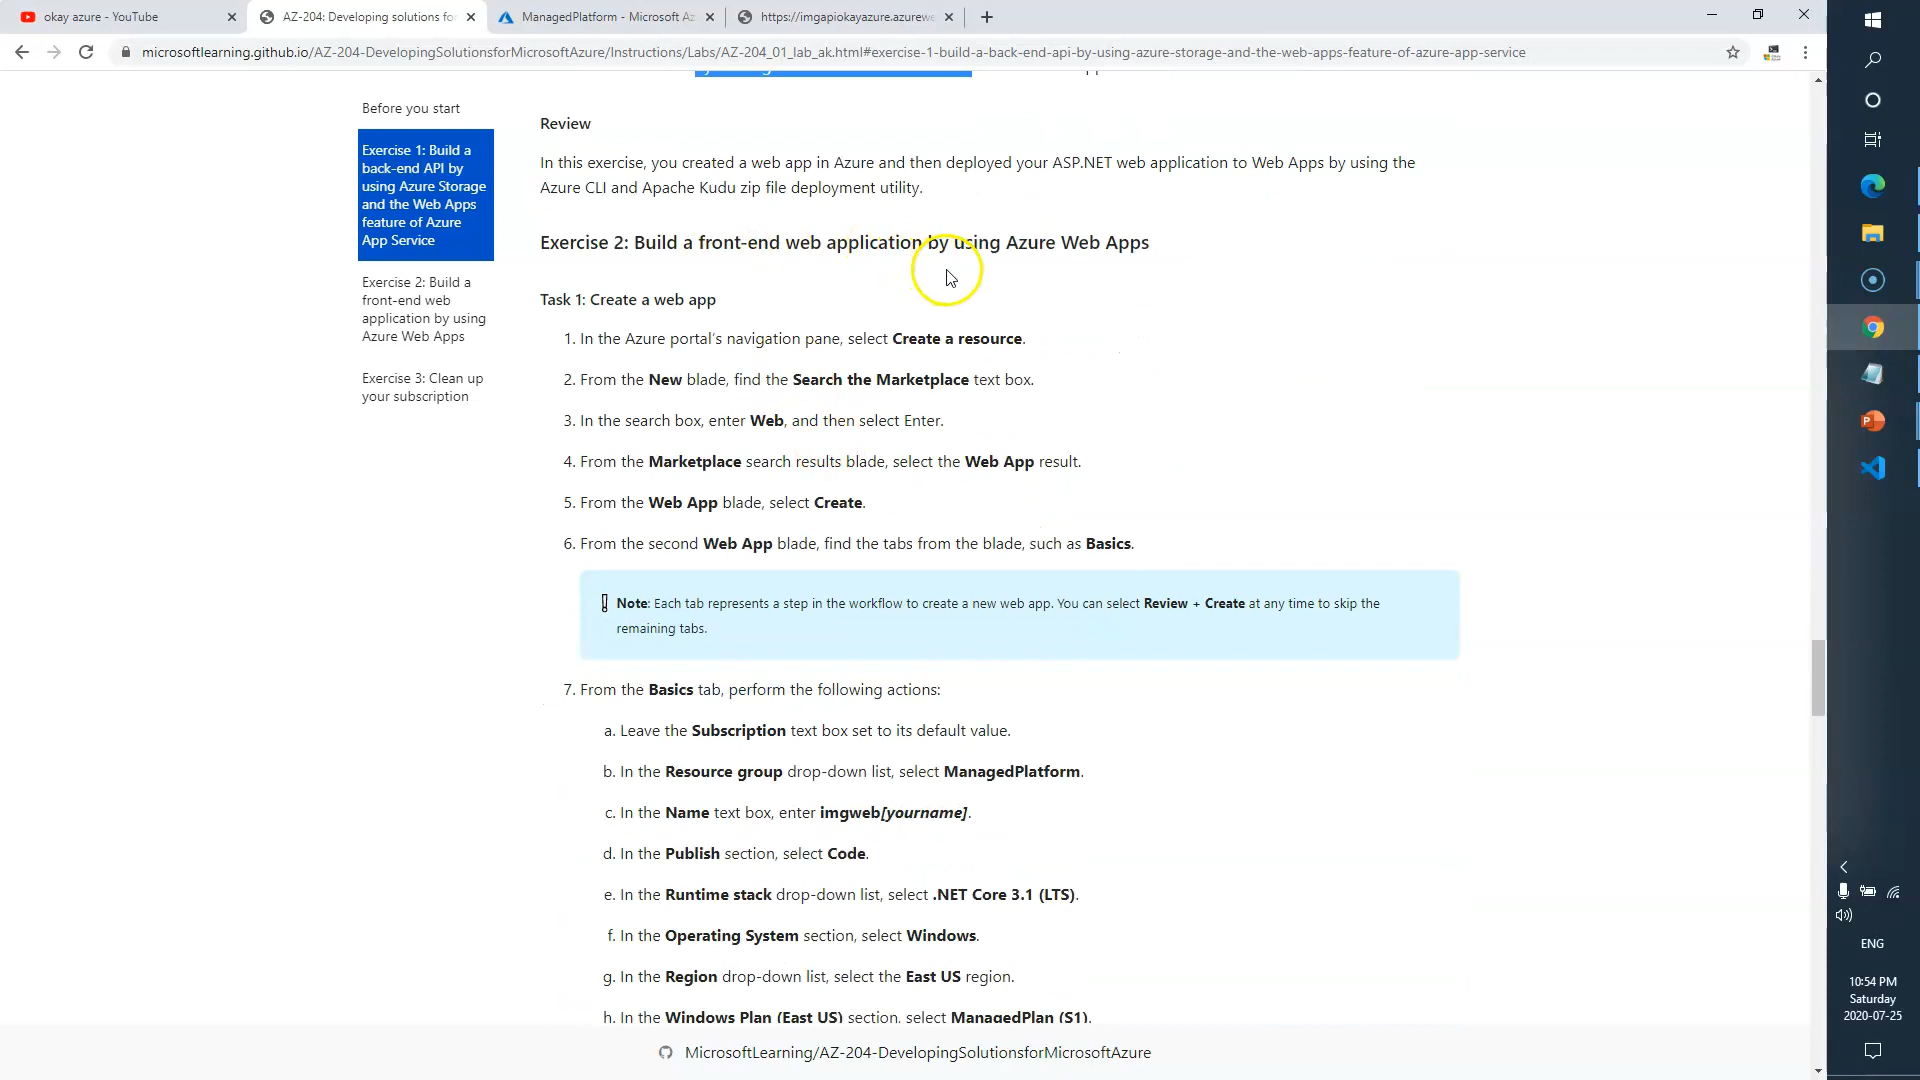 okay azure - YouTube
AZ-204: Developing solutions for
ManagedPlatform - Microsoft Az
https://imgapiokayazure.azurewe
microsoftlearning.github.io/AZ-204-DevelopingSolutionsforMicrosoftAzure/Instructions/Labs/AZ-204_01_lab_ak.html#exercise-1-build-a-back-end-api-by-using-azure-storage-and-the-web-apps-feature-of-azure-app-service
Before you start
Exercise 1: Build a
back-end API by
using Azure Storage
and the Web Apps
feature of Azure
App Service
Exercise 2: Build a
front-end web
application by using
Azure Web Apps
Exercise 3: Clean up
your subscription
Review
In this exercise, you created a web app in Azure and then deployed your ASP.NET web application to Web Apps by using the
Azure CLI and Apache Kudu zip file deployment utility.
Exercise 2: Build a front-end web application by using Azure Web Apps
Task 1: Create a web app
1. In the Azure portal's navigation pane, select Create a resource.
2. From the New blade, find the Search the Marketplace text box.
3. In the search box, enter Web, and then select Enter.
4. From the Marketplace search results blade, select the Web App result.
5. From the Web App blade, select Create.
6. From the second Web App blade, find the tabs from the blade, such as Basics.
Note: Each tab represents a step in the workflow to create a new web app. You can select Review + Create at any time to skip the
remaining tabs.
7. From the Basics tab, perform the following actions:
a. Leave the Subscription text box set to its default value.
b. In the Resource group drop-down list, select ManagedPlatform.
c. In the Name text box, enter imgweb[yourname].
d. In the Publish section, select Code.
e. In the Runtime stack drop-down list, select .NET Core 3.1 (LTS).
f. In the Operating System section, select Windows.
g. In the Region drop-down list, select the East US region.
h. In the Windows Plan (East US) section, select ManagedPlan (S1).
MicrosoftLearning/AZ-204-DevelopingSolutionsforMicrosoftAzure
ENG
10:54 PM
Saturday
2020-07-25